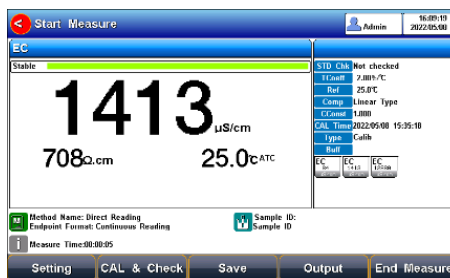 Start Measure
Admin
16:09:19
2022/05/08
EC
Stable
1413 μS/cm
708Ω.cm
25.0℃ ATC
STD Chk Not checked
TCoeff 2.00%/℃
Ref 25.0℃
Comp Linear Type
CConst 1.000
CAL Time 2022/05/08 15:35:18
Type Calib
Buff
EC EC EC
84 1413
Method Name: Direct Reading
Endpoint Format: Continuous Reading
Sample ID:
Sample ID
Measure Time:00:00:05
Setting
CAL & Check
Save
Output
End Measure